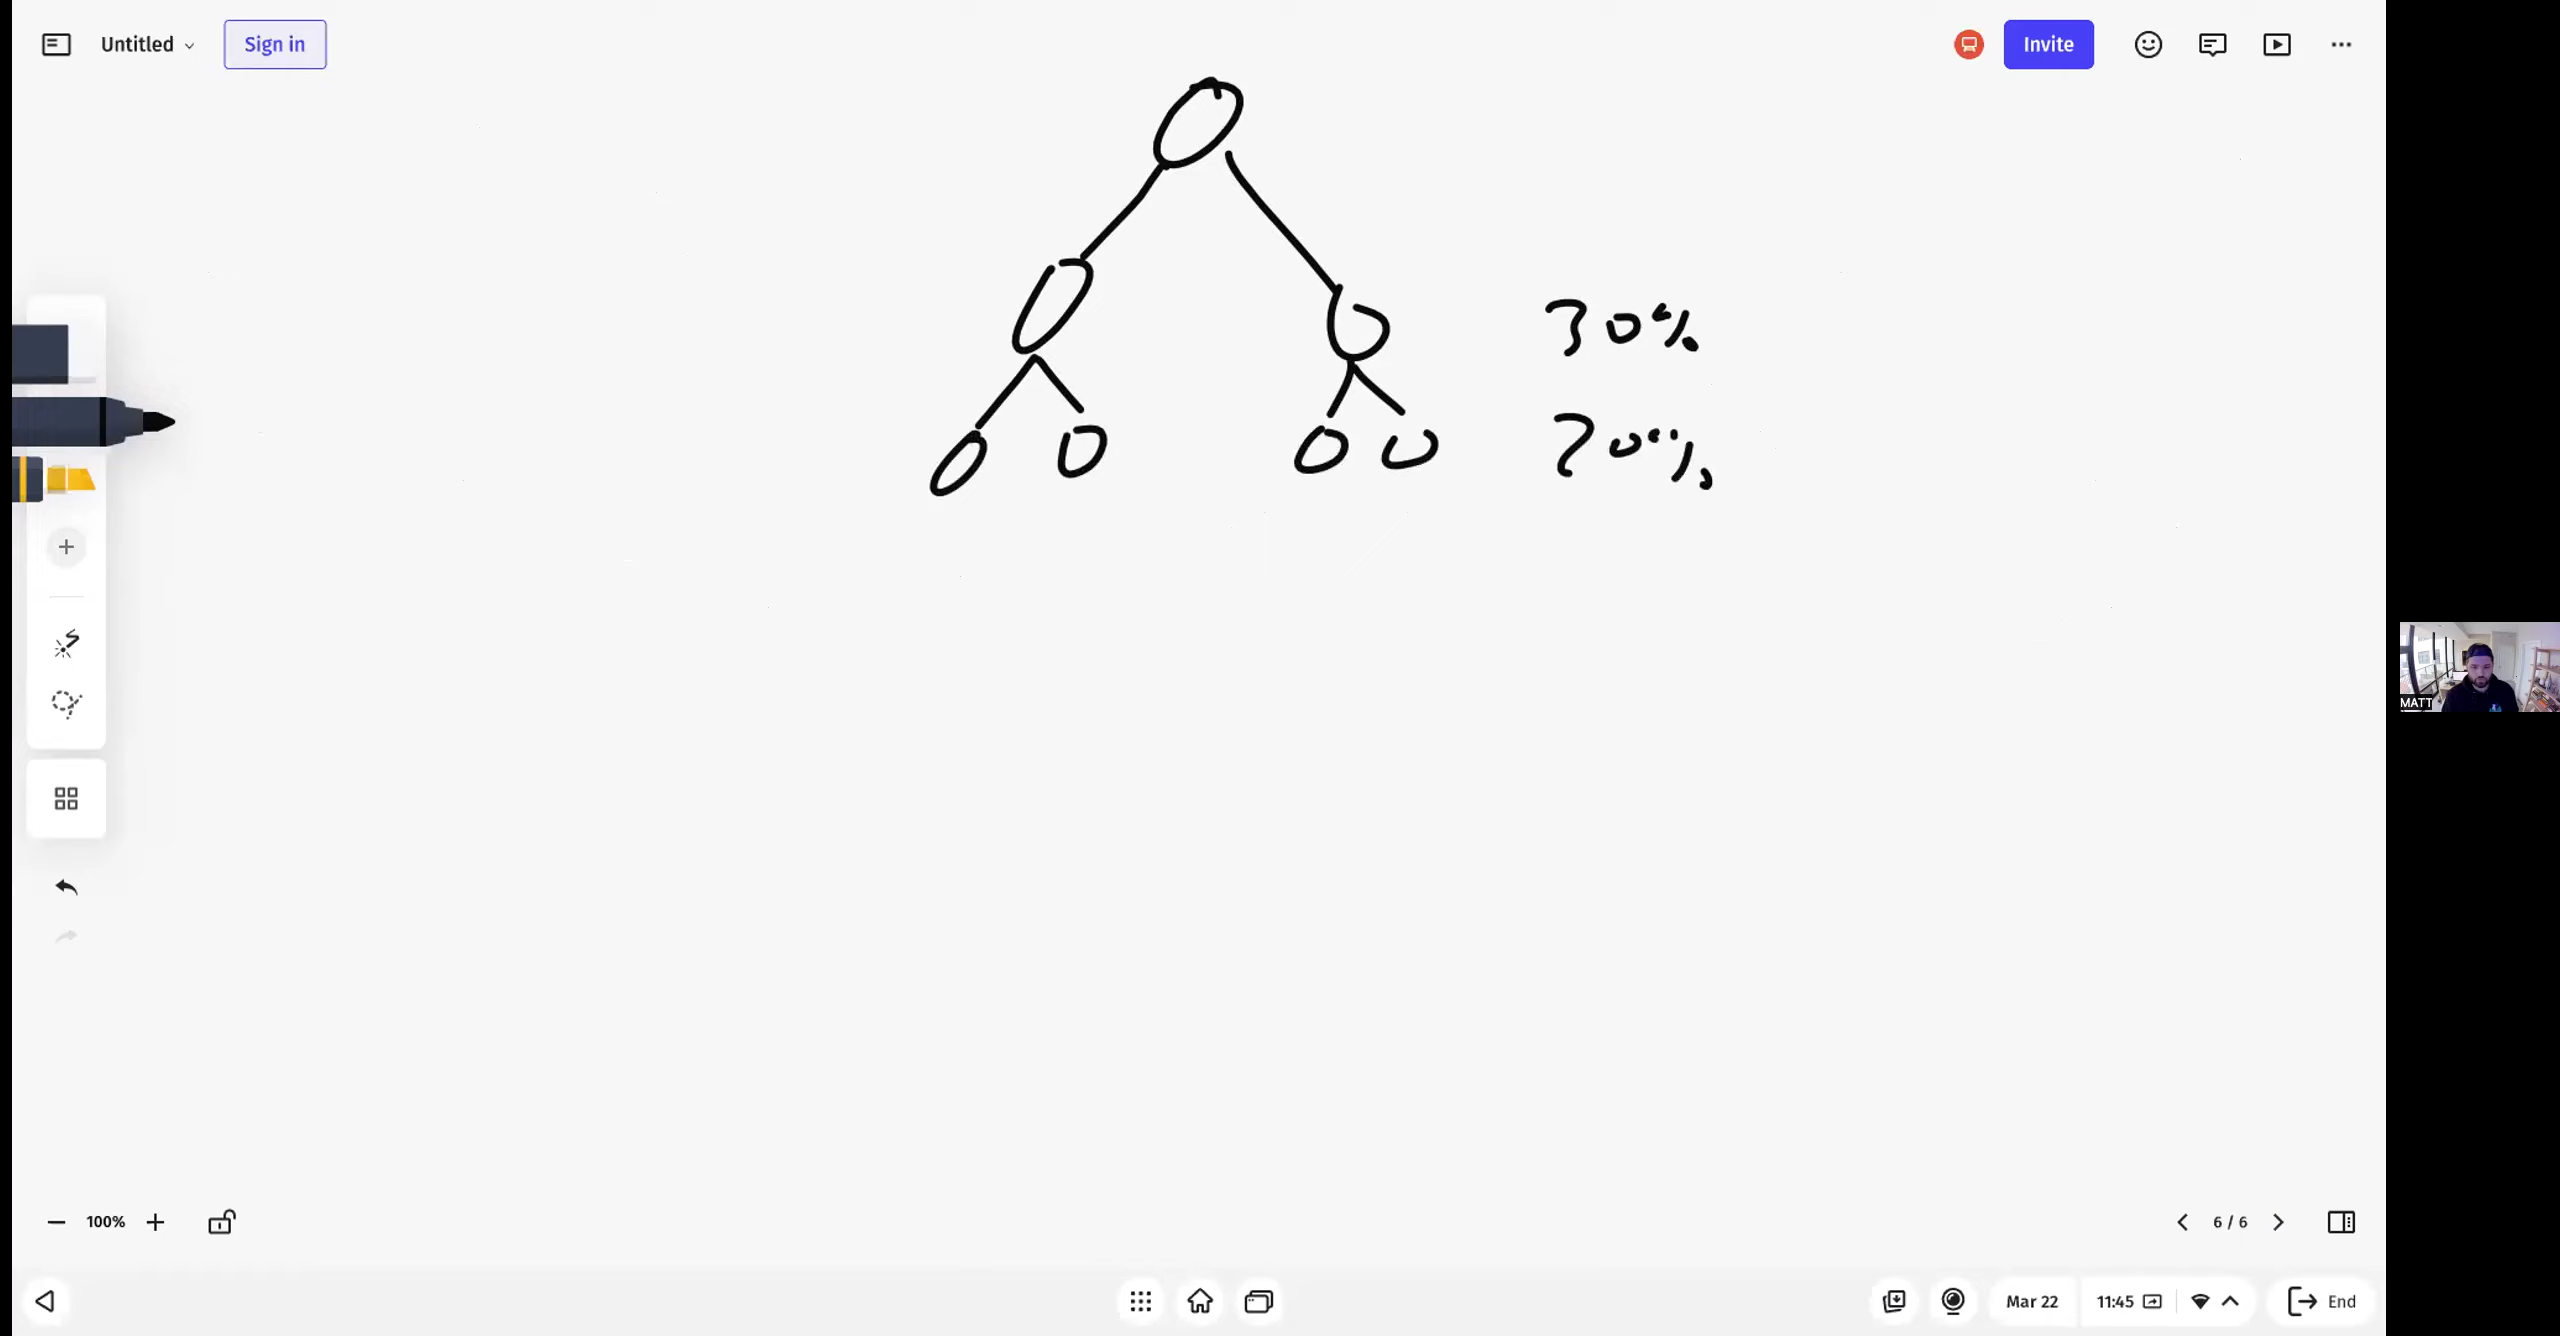 Untitled
Sign in
Invite
30%
20%
MATT
100%
6 / 6
Mar 22
11:45
End